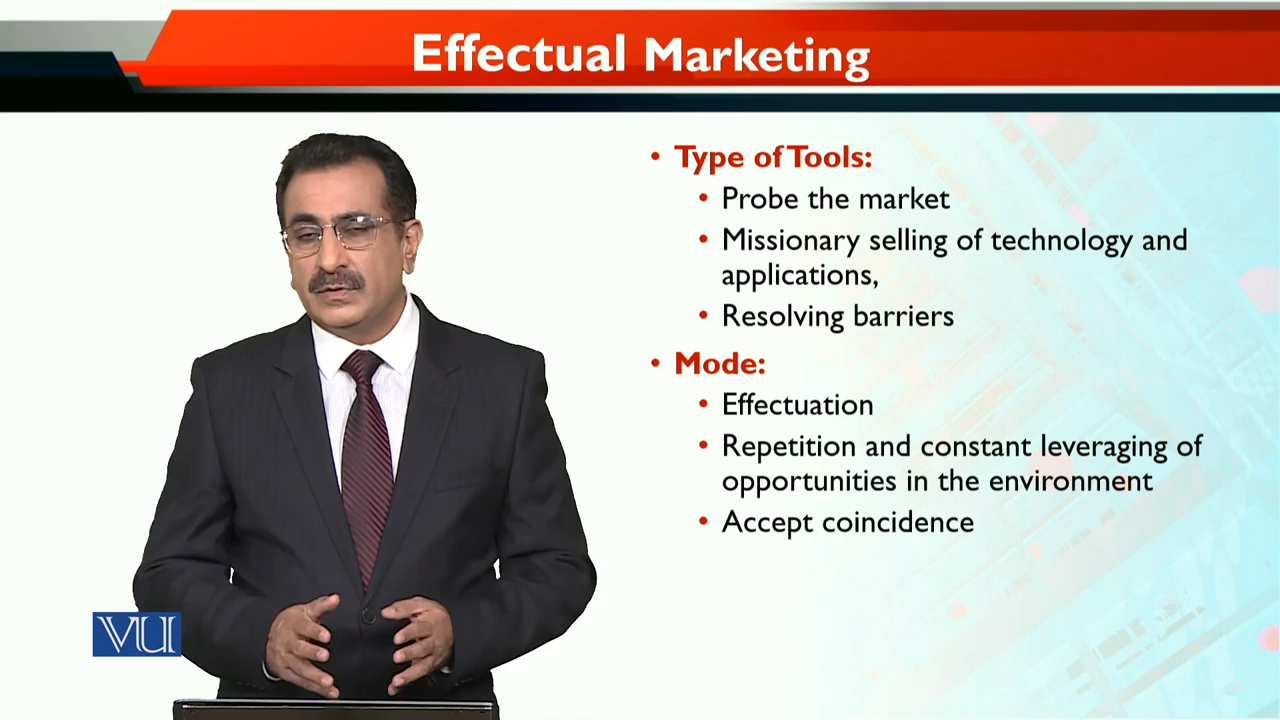 Effectual Marketing
• Type of Tools:
• Probe the market
• Missionary selling of technology and
applications,
• Resolving barriers
• Mode:
• Effectuation
• Repetition and constant leveraging of
opportunities in the environment
• Accept coincidence
VU